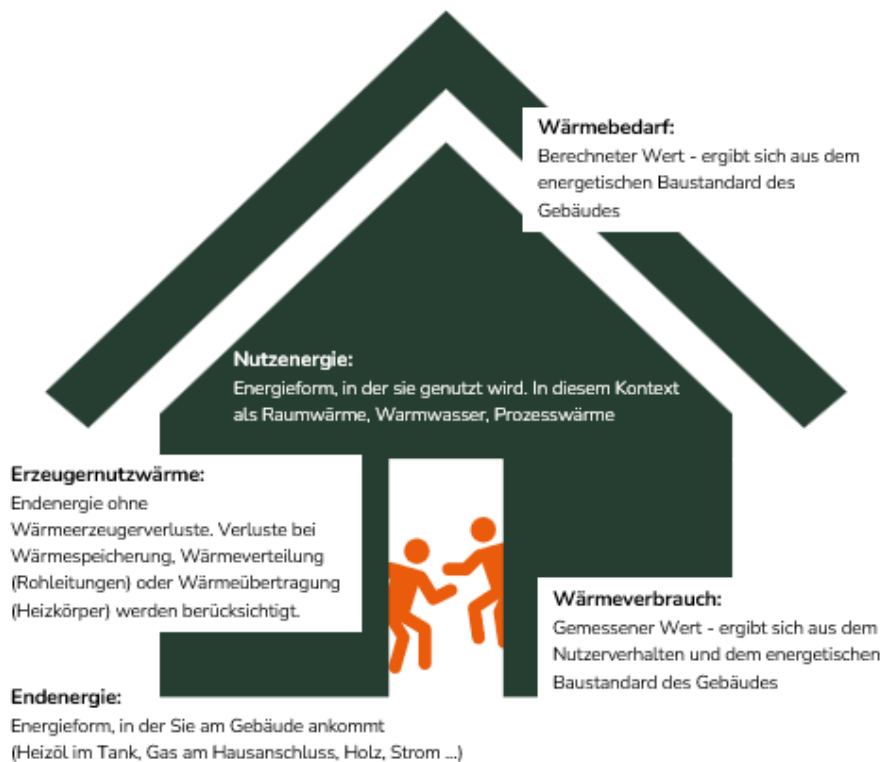 Wärmebedarf:
Berechneter Wert - ergibt sich aus dem
energetischen Baustandard des
Gebäudes
Nutzenergie:
Energieform, in der sie genutzt wird. In diesem Kontext
als Raumwärme, Warmwasser, Prozesswärme
Erzeugernutzwärme:
Endenergie ohne
Wärmeerzeugerverluste. Verluste bei
Wärmespeicherung, Wärmeverteilung
(Rohleitungen) oder Wärmeübertragung
(Heizkörper) werden berücksichtigt.
Wärmeverbrauch:
Gemessener Wert - ergibt sich aus dem
Nutzerverhalten und dem energetischen
Baustandard des Gebäudes
Endenergie:
Energieform, in der Sie am Gebäude ankommt
(Heizöl im Tank, Gas am Hausanschluss, Holz, Strom ...)